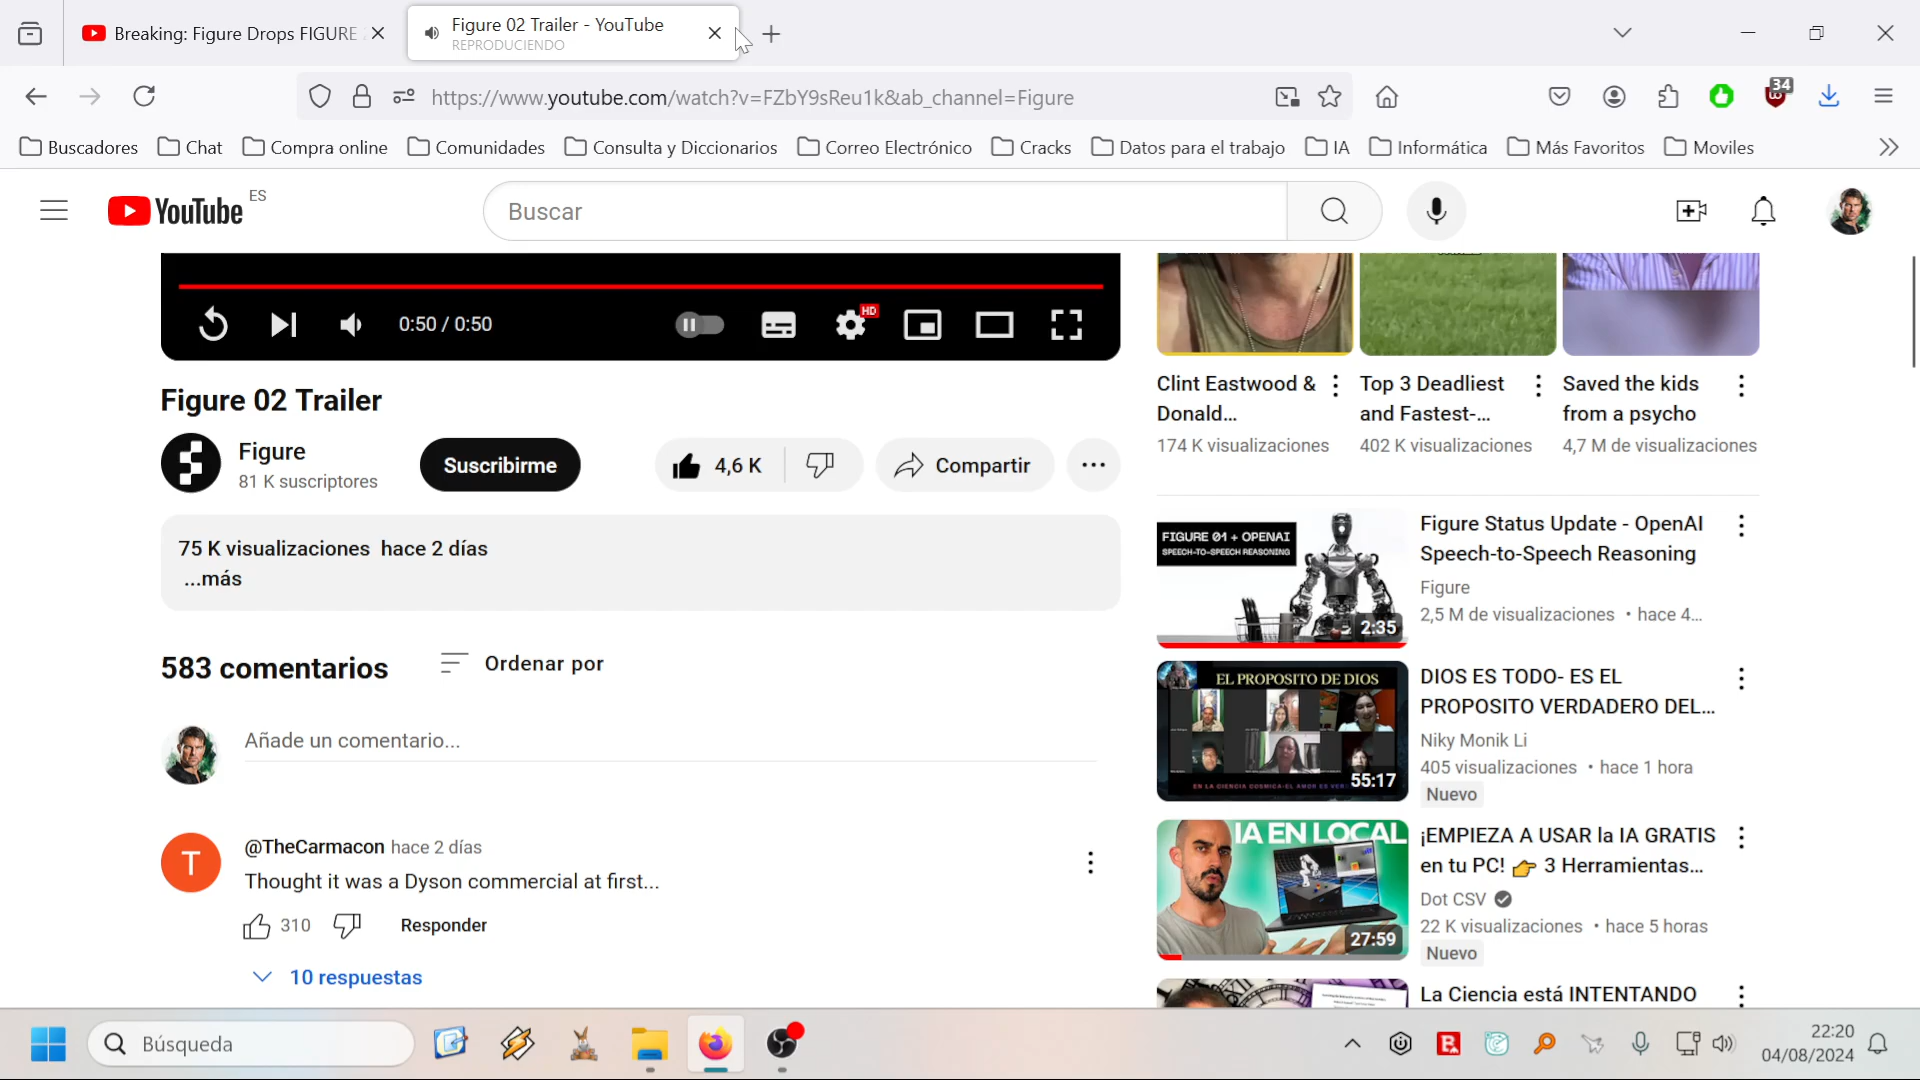 Breaking: Figure Drops FIGURE
Figure 02 Trailer - YouTube
REPRODUCIENDO
https://www.youtube.com/watch?v=FZbY9sReu1k&ab_channel=Figure
34
Buscadores
Chat
Compra online
Comunidades
Consulta y Diccionarios
Correo Electrónico
Cracks
Datos para el trabajo
IA
Informática
Más Favoritos
Moviles
YouTube
ES
Buscar
0:50 / 0:50
HD
Clint Eastwood &
Donald...
174 K visualizaciones
Top 3 Deadliest
and Fastest-...
402 K visualizaciones
Saved the kids
from a psycho
4,7 M de visualizaciones
Figure 02 Trailer
Figure
81 K suscriptores
Suscribirme
4,6 K
Compartir
75 K visualizaciones hace 2 días
...más
583 comentarios
Ordenar por
Añade un comentario...
T
@TheCarmacon hace 2 días
Thought it was a Dyson commercial at first...
310
Responder
10 respuestas
FIGURE 01 + OPENAI
SPEECH-TO-SPEECH REASONING
2:35
Figure Status Update - OpenAI
Speech-to-Speech Reasoning
Figure
2,5 M de visualizaciones • hace 4...
EL PROPOSITO DE DIOS
55:17
DIOS ES TODO- ES EL
PROPOSITO VERDADERO DEL...
Niky Monik Li
405 visualizaciones • hace 1 hora
Nuevo
IA EN LOCAL
27:59
¡EMPIEZA A USAR la IA GRATIS
en tu PC! 👉 3 Herramientas...
Dot CSV
22 K visualizaciones • hace 5 horas
Nuevo
La Ciencia está INTENTANDO
Búsqueda
22:20
04/08/2024